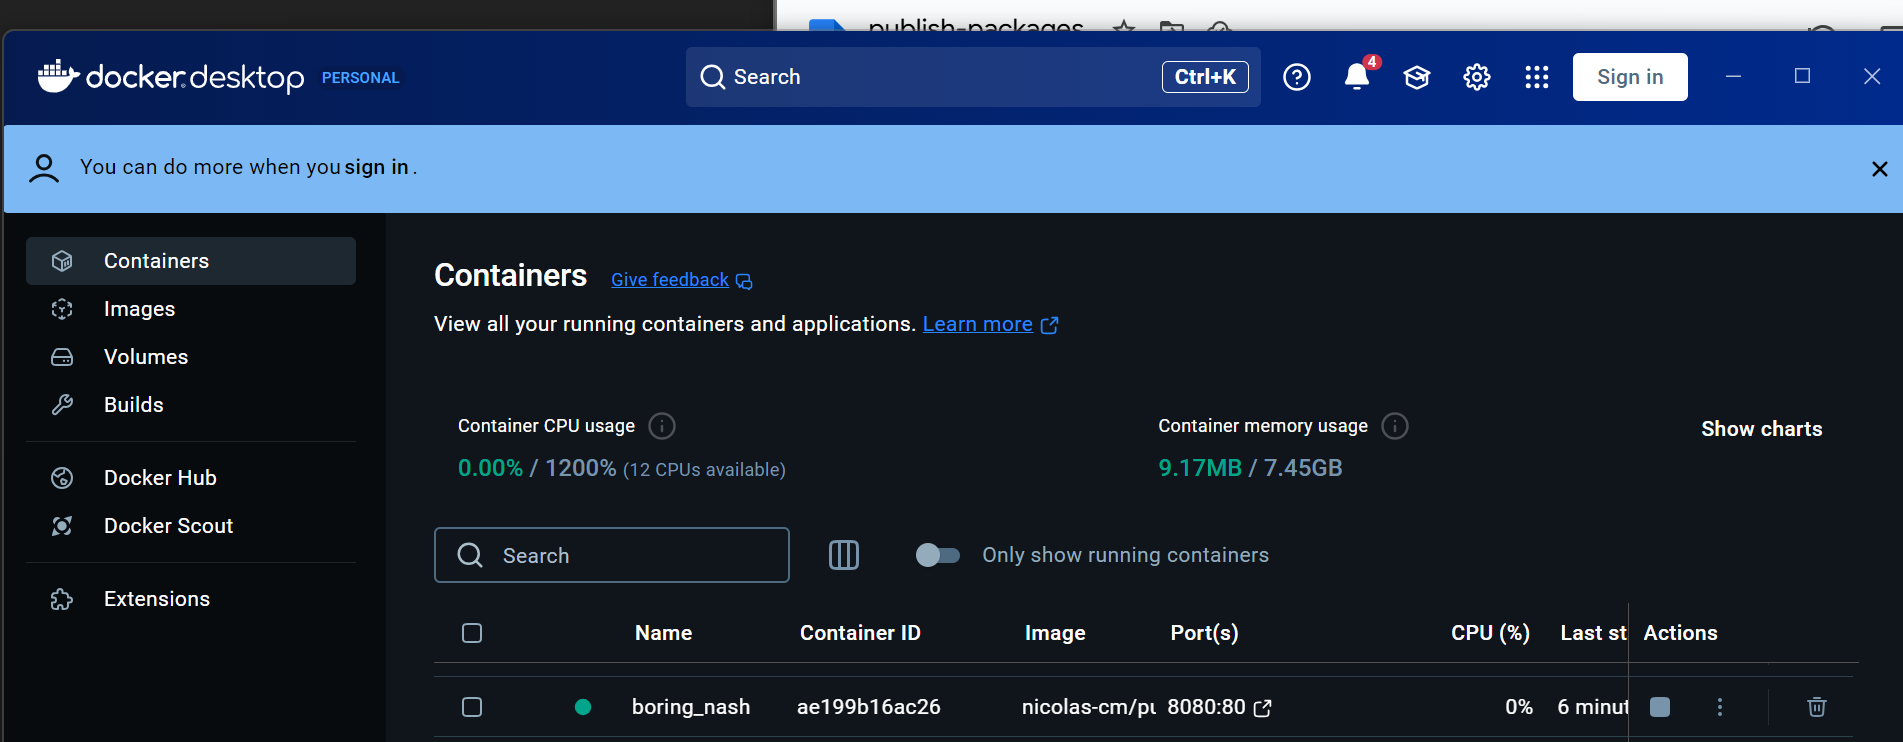 publish-packages
docker.desktop PERSONAL
Search Ctrl+K
4
Sign in
You can do more when you sign in .
Containers
Images
Volumes
Builds
Docker Hub
Docker Scout
Extensions
Containers Give feedback
View all your running containers and applications. Learn more
Container CPU usage
0.00% / 1200% (12 CPUs available)
Container memory usage
9.17MB / 7.45GB
Show charts
Search
Only show running containers
Name Container ID Image Port(s) CPU (%) Last st Actions
boring_nash ae199b16ac26 nicolas-cm/pu 8080:80 0% 6 minut